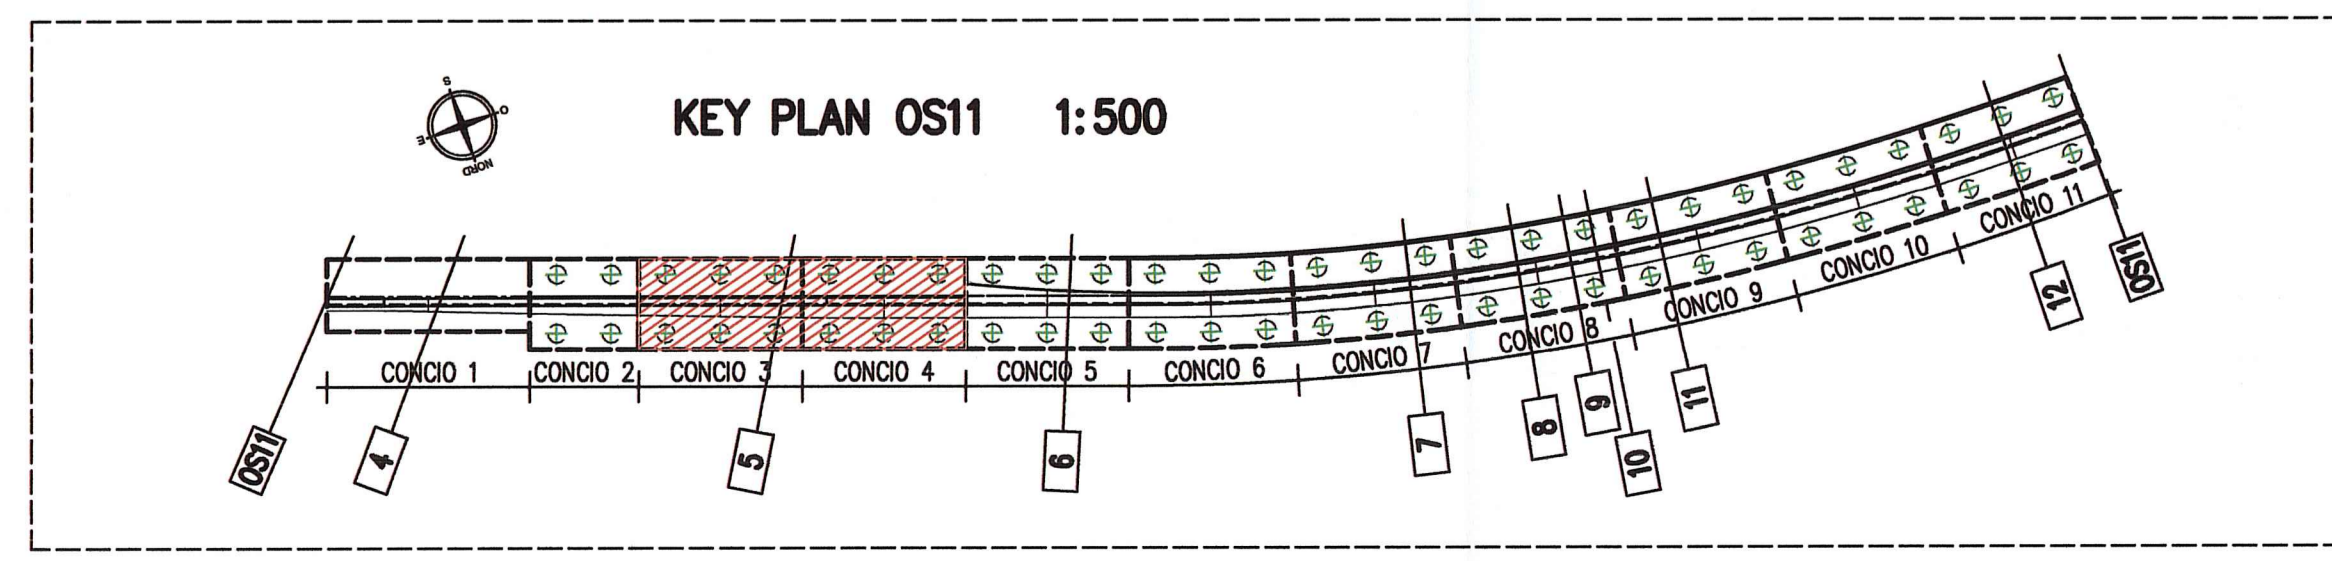 S
O
E
NORD
KEY PLAN OS11 1:500
CONCIO 1
CONCIO 2
CONCIO 3
CONCIO 4
CONCIO 5
CONCIO 6
CONCIO 7
CONCIO 8
CONCIO 9
CONCIO 10
CONCIO 11
OS11
4
5
6
7
8
9
10
11
12
OS11